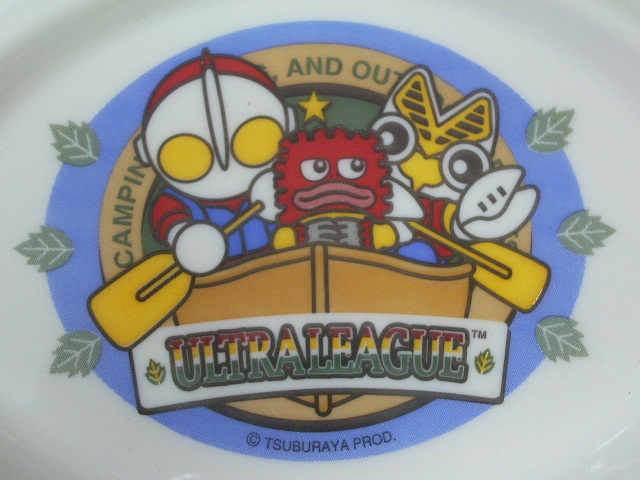 CAMPIN
, AND OUT
ULTRALEAGUE™
© TSUBURAYA PROD.